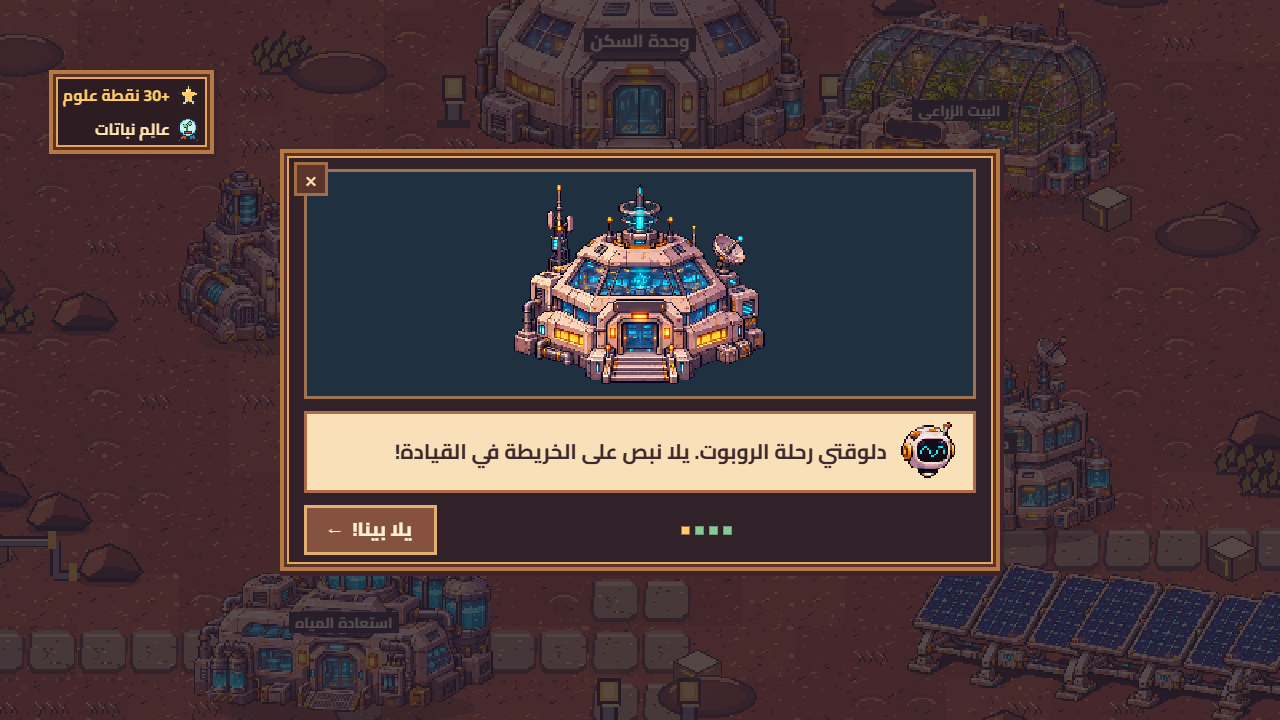 وحدة السكن
+30 نقطة علوم
البيت الزراعي
عالِم نباتات
×
دلوقتي رحلة الروبوت. يلا نبص على الخريطة في القيادة!
يلا بينا! ←
استعادة المياه